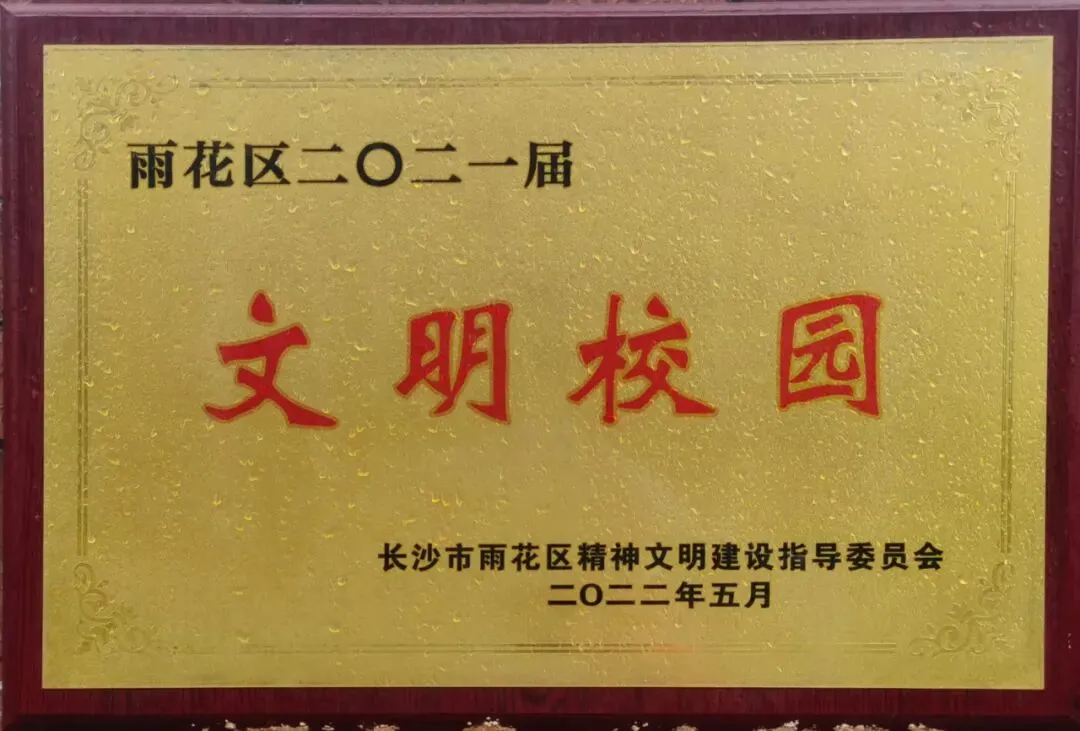 雨花区二〇二一届
文明校园
长沙市雨花区精神文明建设指导委员会
二〇二二年五月